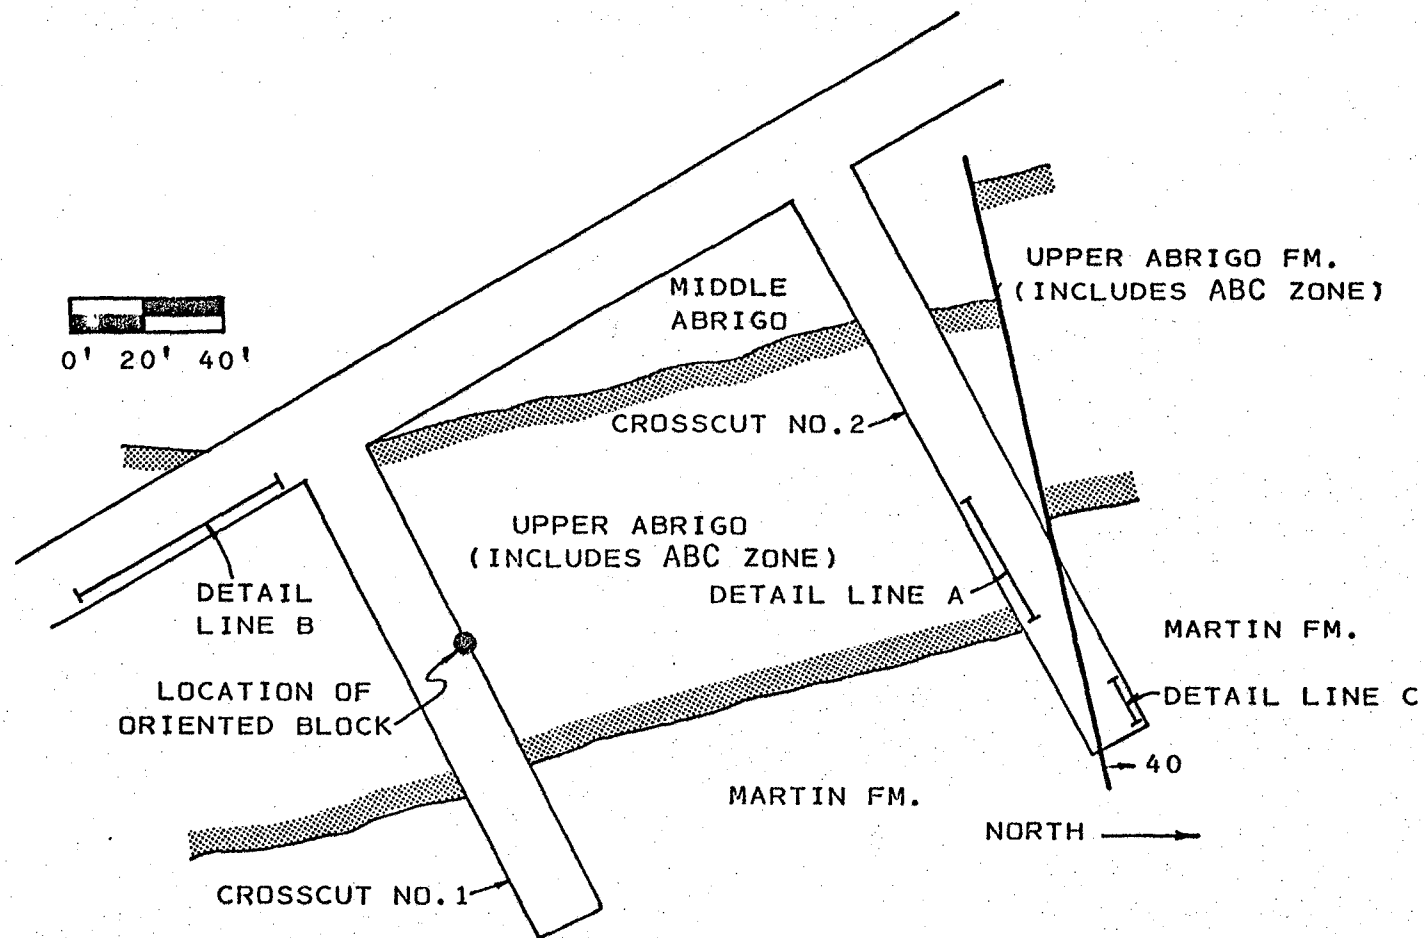 UPPER ABRIGO FM.
(INCLUDES ABC ZONE)
MIDDLE
ABRIGO
0' 20' 40'
CROSSCUT NO.2
UPPER ABRIGO
(INCLUDES ABC ZONE)
DETAIL LINE A
DETAIL
LINE B
MARTIN FM.
LOCATION OF
ORIENTED BLOCK
DETAIL LINE C
40
MARTIN FM.
NORTH
CROSSCUT NO.1